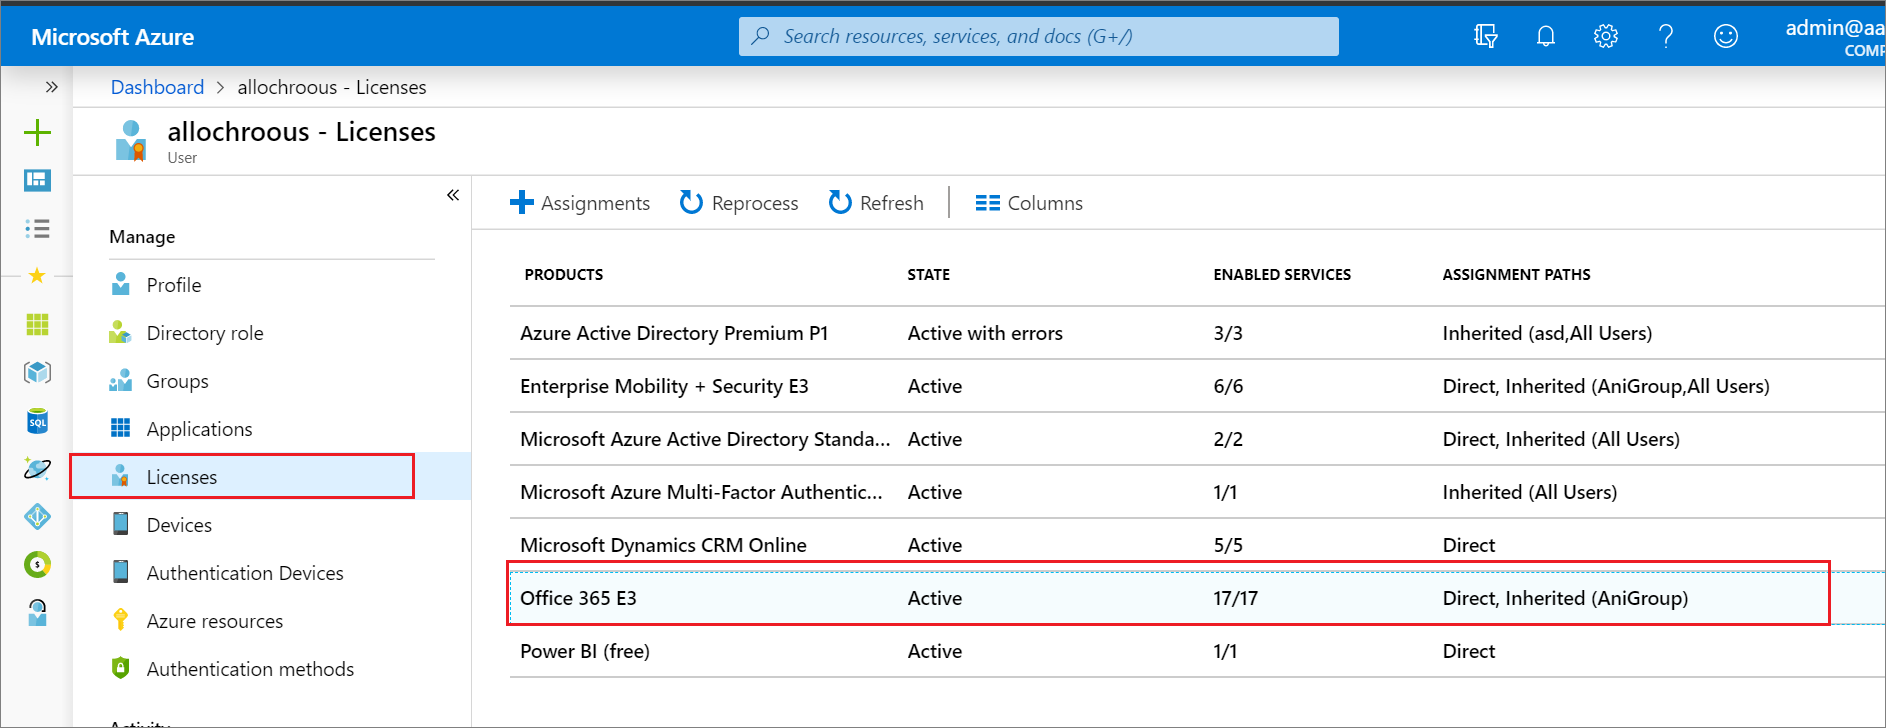 Microsoft Azure
Search resources, services, and docs (G+/)
admin@aa
COMP
Dashboard > allochroous - Licenses
allochroous - Licenses
User
Manage
Profile
Directory role
Groups
Applications
Licenses
Devices
Authentication Devices
Azure resources
Authentication methods
Activity
Assignments Reprocess Refresh Columns
PRODUCTS STATE ENABLED SERVICES ASSIGNMENT PATHS
Azure Active Directory Premium P1 Active with errors 3/3 Inherited (asd,All Users)
Enterprise Mobility + Security E3 Active 6/6 Direct, Inherited (AniGroup,All Users)
Microsoft Azure Active Directory Standa... Active 2/2 Direct, Inherited (All Users)
Microsoft Azure Multi-Factor Authentic... Active 1/1 Inherited (All Users)
Microsoft Dynamics CRM Online Active 5/5 Direct
Office 365 E3 Active 17/17 Direct, Inherited (AniGroup)
Power BI (free) Active 1/1 Direct